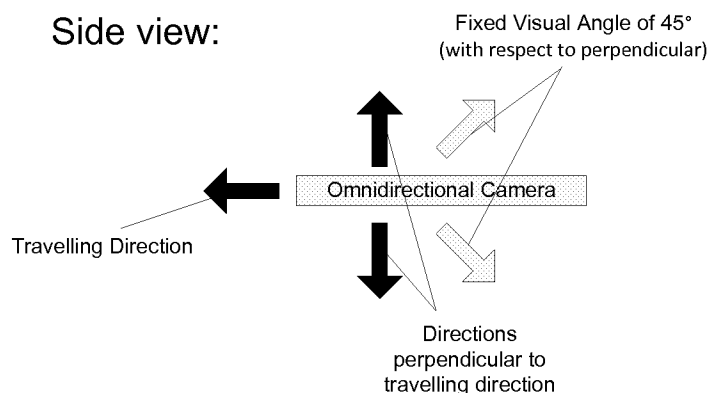 Side view:
Fixed Visual Angle of 45°
(with respect to perpendicular)
Omnidirectional Camera
Travelling Direction
Directions
perpendicular to
travelling direction